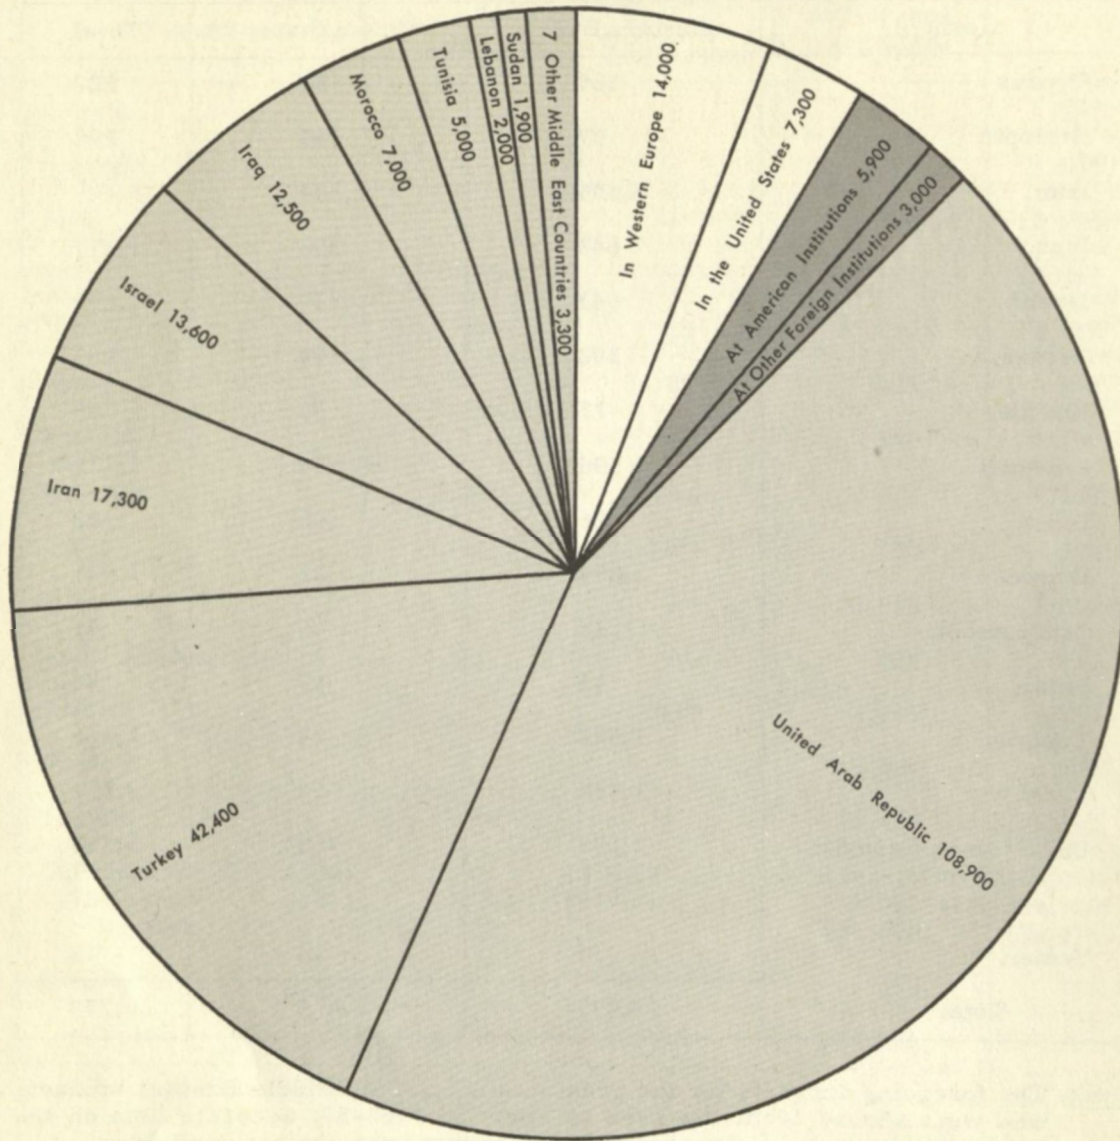 In Western Europe 14,000
In the United States 7,300
At American Institutions 5,900
At Other Foreign Institutions 3,000
United Arab Republic 108,900
Turkey 42,400
Iran 17,300
Israel 13,600
Iraq 12,500
Morocco 7,000
Tunisia 5,000
Lebanon 2,000
Sudan 1,900
7 Other Middle East Countries 3,300